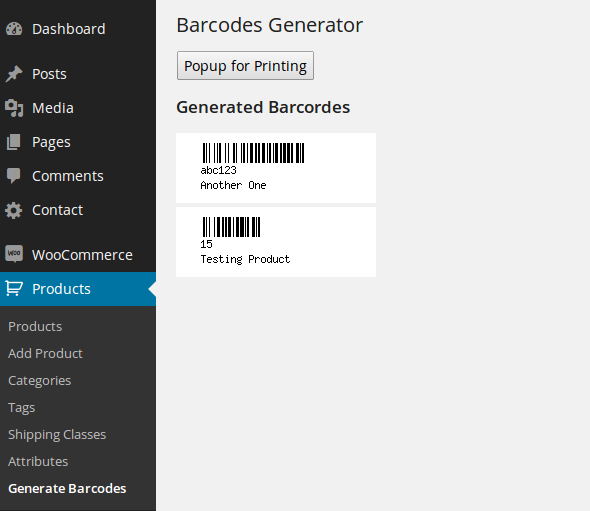 Dashboard
Posts
Media
Pages
Comments
Contact
WOO
WooCommerce
Products
Products
Add Product
Categories
Tags
Shipping Classes
Attributes
Generate Barcodes
Barcodes Generator
Popup for Printing
Generated Barcordes
abc123
Another One
15
Testing Product